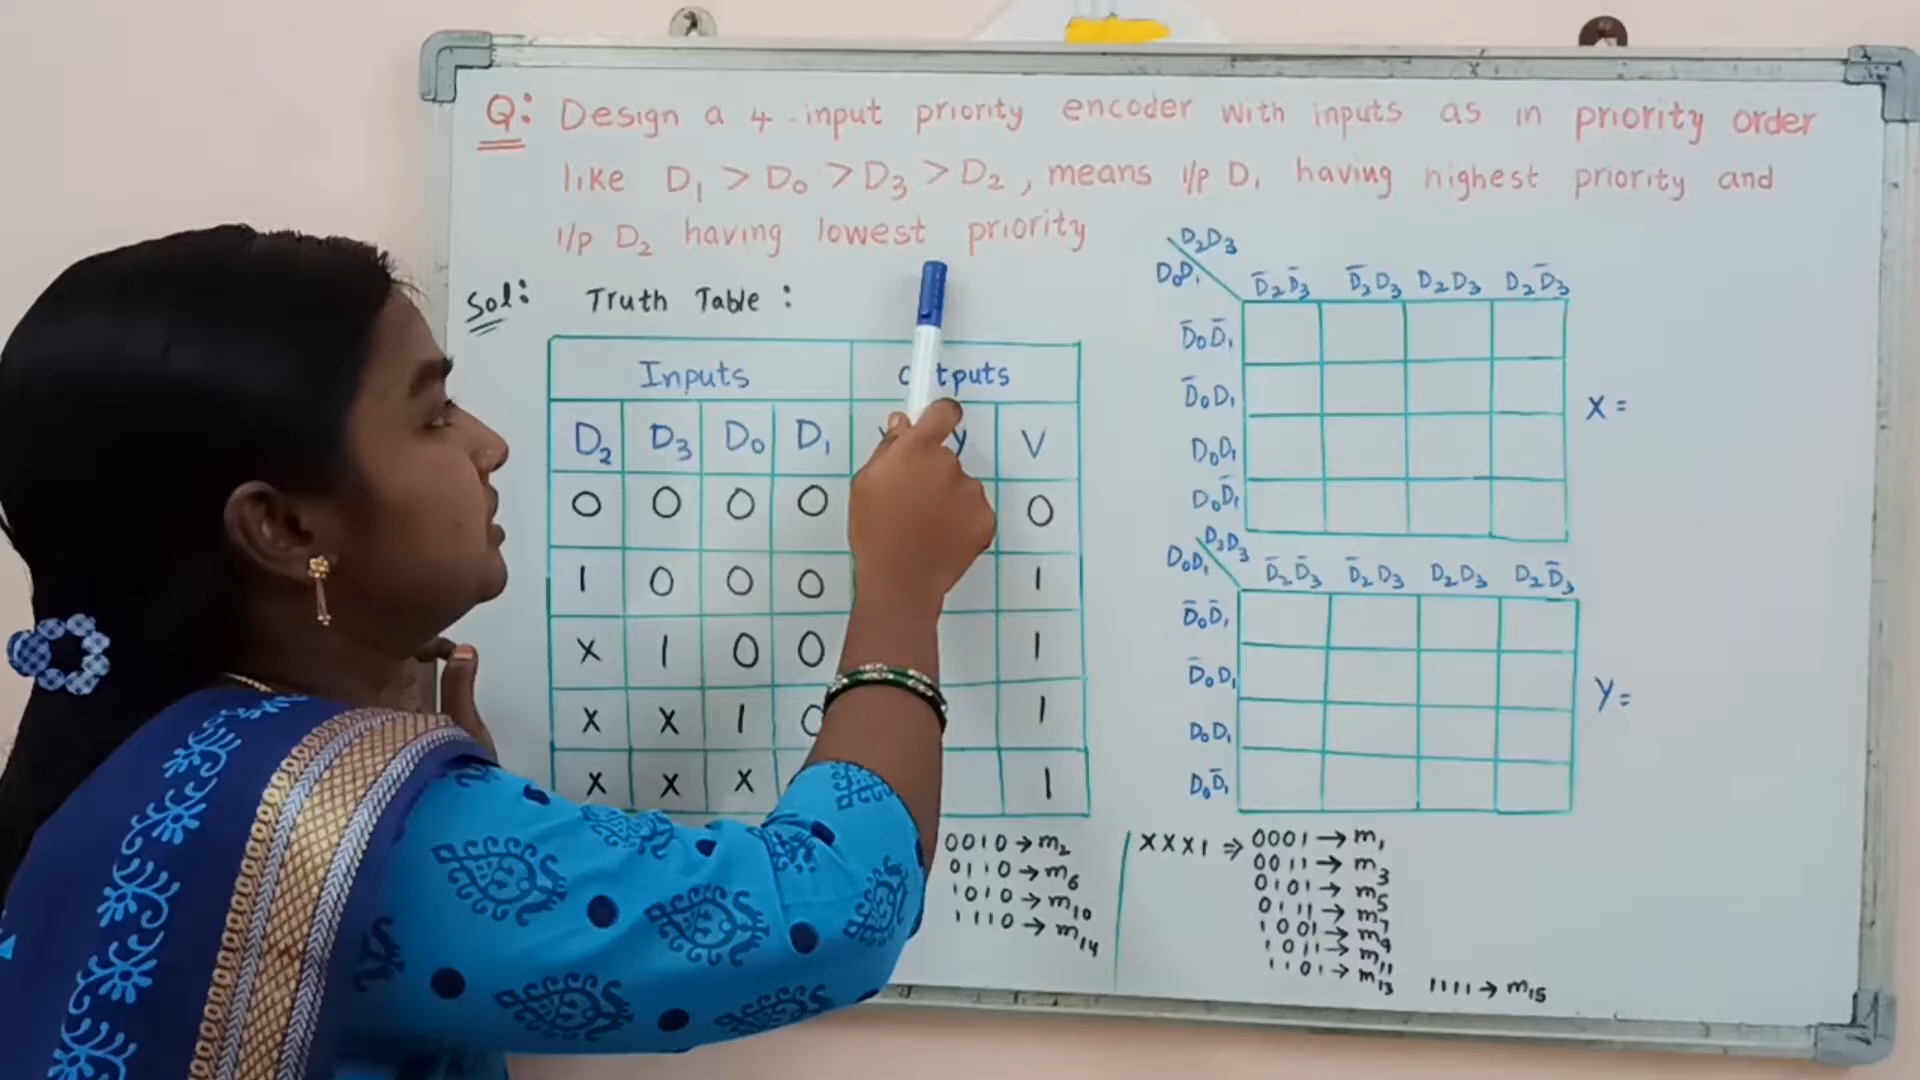 Q: Design a 4-input priority encoder with inputs as in priority order
like D₁ > D₀ > D₃ > D₂, means i/p D₁ having highest priority and
i/p D₂ having lowest priority
Sol: Truth Table :
Inputs
D₂ D₃ D₀ D₁ Y V
0 0 0 0 0
1 0 0 0 1
X 1 0 0 1
X X 1 0 1
X X X 1
0010 → m₂
0110 → m₆
1010 → m₁₀
1110 → m₁₄
D₂D₃
D₀D₁
D̅₂D̅₃ D̅₂D₃ D₂D₃ D₂D̅₃
D̅₀D̅₁
D̅₀D₁
D₀D₁
D₀D̅₁
X =
D₂D₃
D₀D₁
D̅₂D̅₃ D̅₂D₃ D₂D₃ D₂D̅₃
D̅₀D̅₁
D̅₀D₁
D₀D₁
D₀D̅₁
Y =
XXX1 ⇒ 0001 → m₁
0011 → m₃
0101 → m₅
0111 → m₇
1001 → m₉
1011 → m₁₁
1101 → m₁₃
1111 → m₁₅